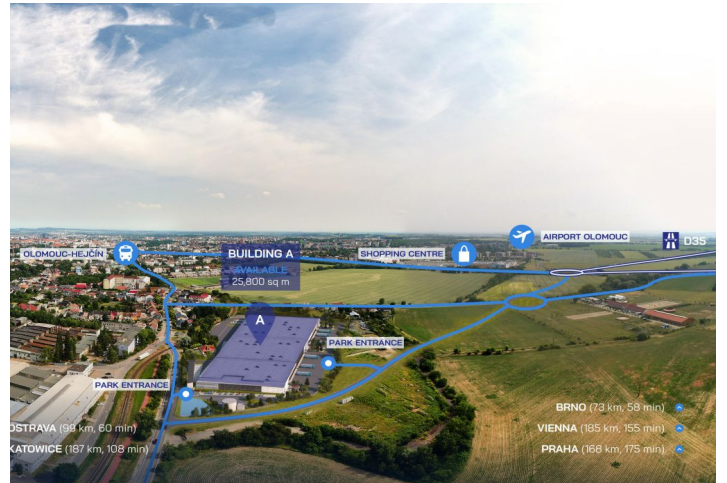 AIRPORT OLOMOUC
D35
OLOMOUC-HEJČÍN
BUILDING A
AVAILABLE
25,800 sq m
SHOPPING CENTRE
A
PARK ENTRANCE
PARK ENTRANCE
OSTRAVA (99 km, 60 min)
KATOWICE (187 km, 108 min)
BRNO (73 km, 58 min)
VIENNA (185 km, 155 min)
PRAHA (168 km, 175 min)